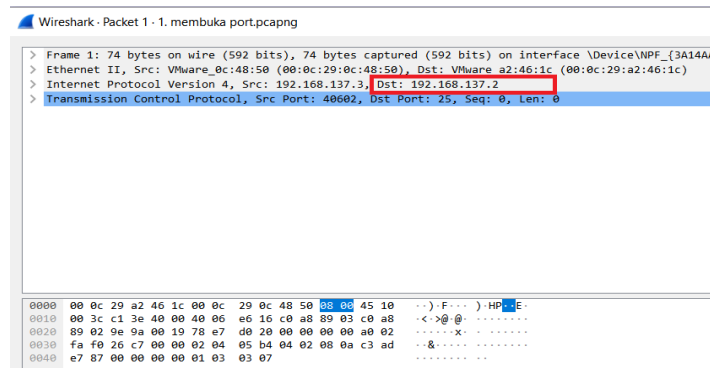 Wireshark · Packet 1 · 1. membuka port.pcapng
> Frame 1: 74 bytes on wire (592 bits), 74 bytes captured (592 bits) on interface \Device\NPF_{3A14A
> Ethernet II, Src: VMware_0c:48:50 (00:0c:29:0c:48:50), Dst: VMware a2:46:1c (00:0c:29:a2:46:1c)
> Internet Protocol Version 4, Src: 192.168.137.3, Dst: 192.168.137.2
> Transmission Control Protocol, Src Port: 40602, Dst Port: 25, Seq: 0, Len: 0
0000 00 0c 29 a2 46 1c 00 0c 29 0c 48 50 08 00 45 10 ··)·F··· )·HP··E·
0010 00 3c c1 3e 40 00 40 06 e6 16 c0 a8 89 03 c0 a8 ·<·>@·@· ········
0020 89 02 9e 9a 00 19 78 e7 d0 20 00 00 00 00 a0 02 ······x· · ······
0030 fa f0 26 c7 00 00 02 04 05 b4 04 02 08 0a c3 ad ··&····· ········
0040 e7 87 00 00 00 00 01 03 03 07 ········ ··